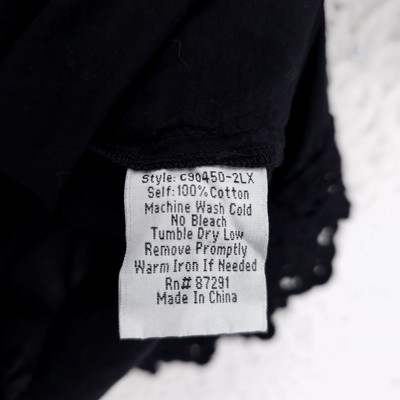 Style: C90450-2LX
Self: 100% Cotton
Machine Wash Cold
No Bleach
Tumble Dry Low
Remove Promptly
Warm Iron If Needed
Rn# 87291
Made In China